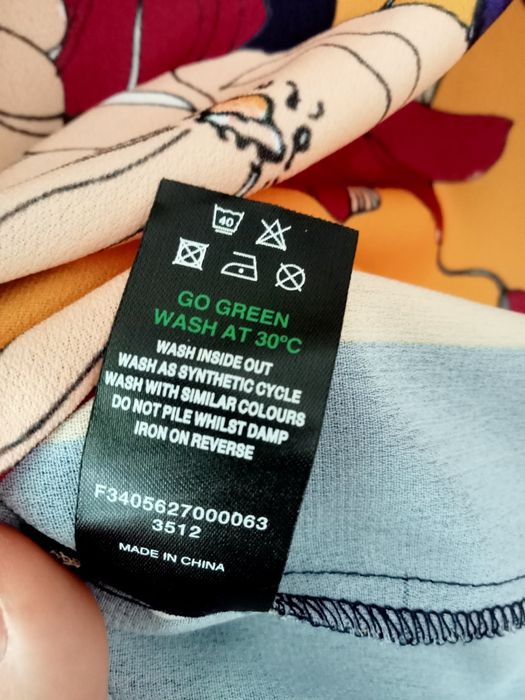 40
GO GREEN
WASH AT 30°C
WASH INSIDE OUT
WASH AS SYNTHETIC CYCLE
WASH WITH SIMILAR COLOURS
DO NOT PILE WHILST DAMP
IRON ON REVERSE
F3405627000063
3512
MADE IN CHINA